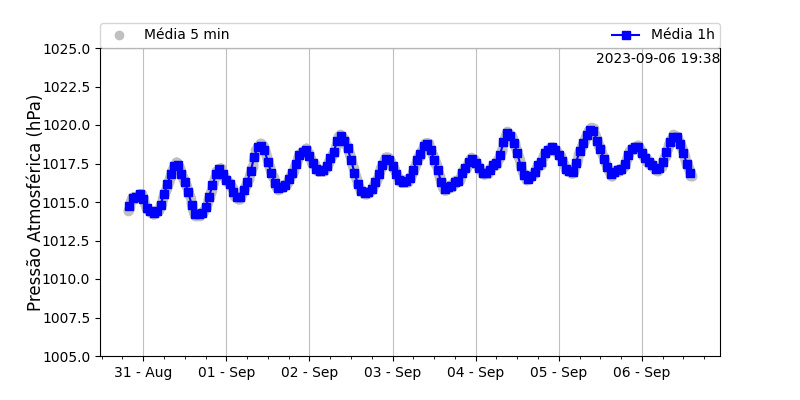 Média 5 min
Média 1h
2023-09-06 19:38
Pressão Atmosférica (hPa)
1025.0
1022.5
1020.0
1017.5
1015.0
1012.5
1010.0
1007.5
1005.0
31 - Aug
01 - Sep
02 - Sep
03 - Sep
04 - Sep
05 - Sep
06 - Sep